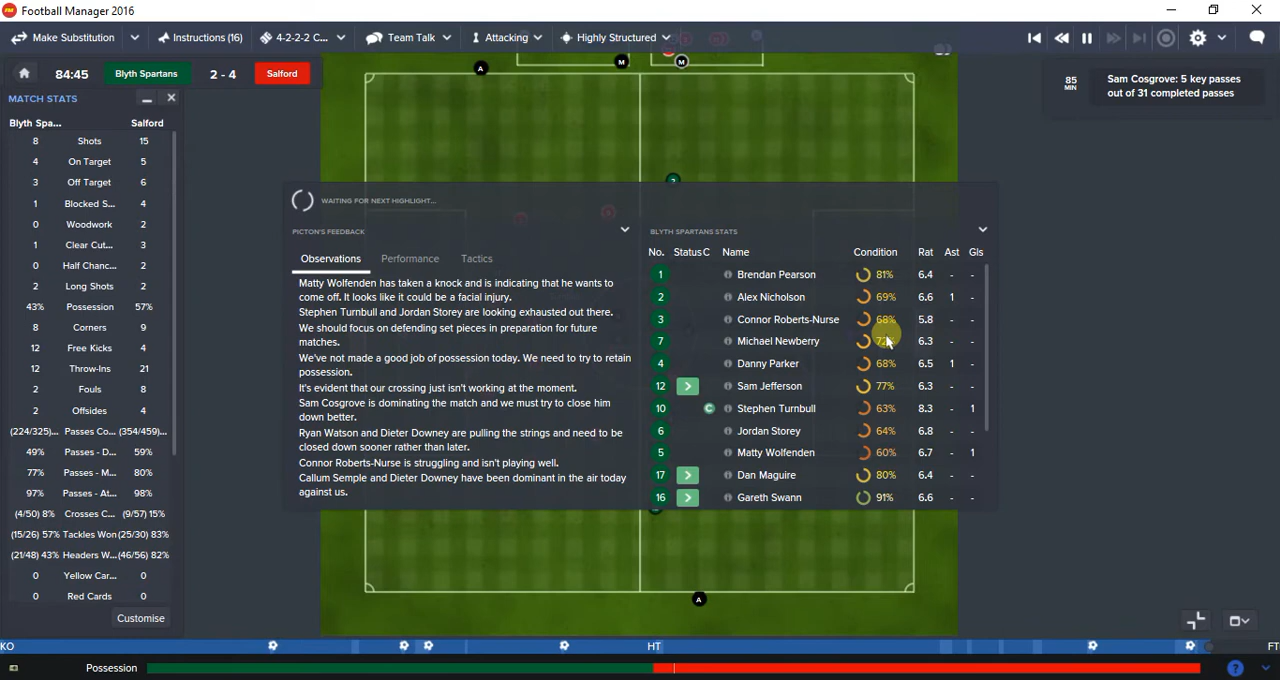 Football Manager 2016
Make Substitution
Instructions (16)
4-2-2-2 C...
Team Talk
Attacking
Highly Structured
84:45
Blyth Spartans
2 - 4
Salford
85
MIN
Sam Cosgrove: 5 key passes
out of 31 completed passes
MATCH STATS
Blyth Spa... Salford
8 Shots 15
4 On Target 5
3 Off Target 6
1 Blocked S... 4
0 Woodwork 2
1 Clear Cut... 3
0 Half Chanc... 2
2 Long Shots 2
43% Possession 57%
8 Corners 9
12 Free Kicks 4
12 Throw-Ins 21
2 Fouls 8
2 Offsides 4
(224/325)... Passes Co... (354/459)...
49% Passes - D... 59%
77% Passes - M... 80%
97% Passes - At... 98%
(4/50) 8% Crosses C... (9/57) 15%
(15/26) 57% Tackles Won (25/30) 83%
(21/48) 43% Headers W... (46/56) 82%
0 Yellow Car... 0
0 Red Cards 0
Customise
A
M
M
WAITING FOR NEXT HIGHLIGHT...
PICTON'S FEEDBACK
Observations Performance Tactics
Matty Wolfenden has taken a knock and is indicating that he wants to
come off. It looks like it could be a facial injury.
Stephen Turnbull and Jordan Storey are looking exhausted out there.
We should focus on defending set pieces in preparation for future
matches.
We've not made a good job of possession today. We need to try to retain
possession.
It's evident that our crossing just isn't working at the moment.
Sam Cosgrove is dominating the match and we must try to close him
down better.
Ryan Watson and Dieter Downey are pulling the strings and need to be
closed down sooner rather than later.
Connor Roberts-Nurse is struggling and isn't playing well.
Callum Semple and Dieter Downey have been dominant in the air today
against us.
BLYTH SPARTANS STATS
No. Status C Name Condition Rat Ast Gls
1 Brendan Pearson 81% 6.4 - -
2 Alex Nicholson 69% 6.6 1 -
3 Connor Roberts-Nurse 68% 5.8 - -
7 Michael Newberry 6.3 - -
4 Danny Parker 68% 6.5 1 -
12 Sam Jefferson 77% 6.3 - -
10 C Stephen Turnbull 63% 8.3 - 1
6 Jordan Storey 64% 6.8 - -
5 Matty Wolfenden 60% 6.7 - 1
17 Dan Maguire 80% 6.4 - -
16 Gareth Swann 91% 6.6 - -
A
KO HT FT
Possession
?